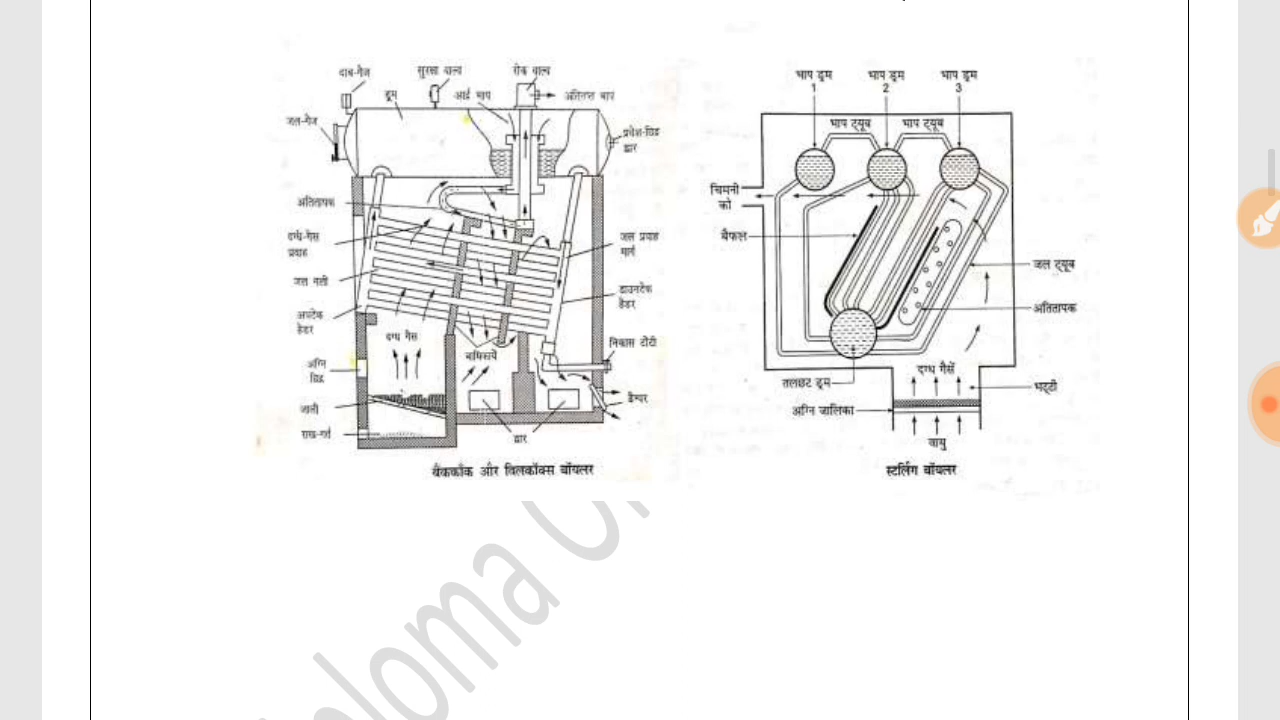 दाब-गैज
सुरक्षा वाल्व
रोक वाल्व
ड्रम
आर्द्र भाप
अतितप्त भाप
जल-गैज
प्रवेश-छिद्र
द्वार
अतितापक
दग्ध-गैस
प्रवाह
जल नली
अपटेक
हैडर
जल प्रवाह
मार्ग
डाउनटेक
हैडर
दग्ध गैस
निकास टोंटी
अग्नि
छिद्र
जाली
डैम्पर
राख-गर्त
द्वार
बैबकॉक और विलकॉक्स बॉयलर
भाप ड्रम
1
भाप ड्रम
2
भाप ड्रम
3
भाप ट्यूब
भाप ट्यूब
चिमनी
को
बैफल
जल ट्यूब
अतितापक
तलछट ड्रम
दग्ध गैसें
भट्टी
अग्नि जालिका
वायु
स्टर्लिंग बॉयलर
ploma